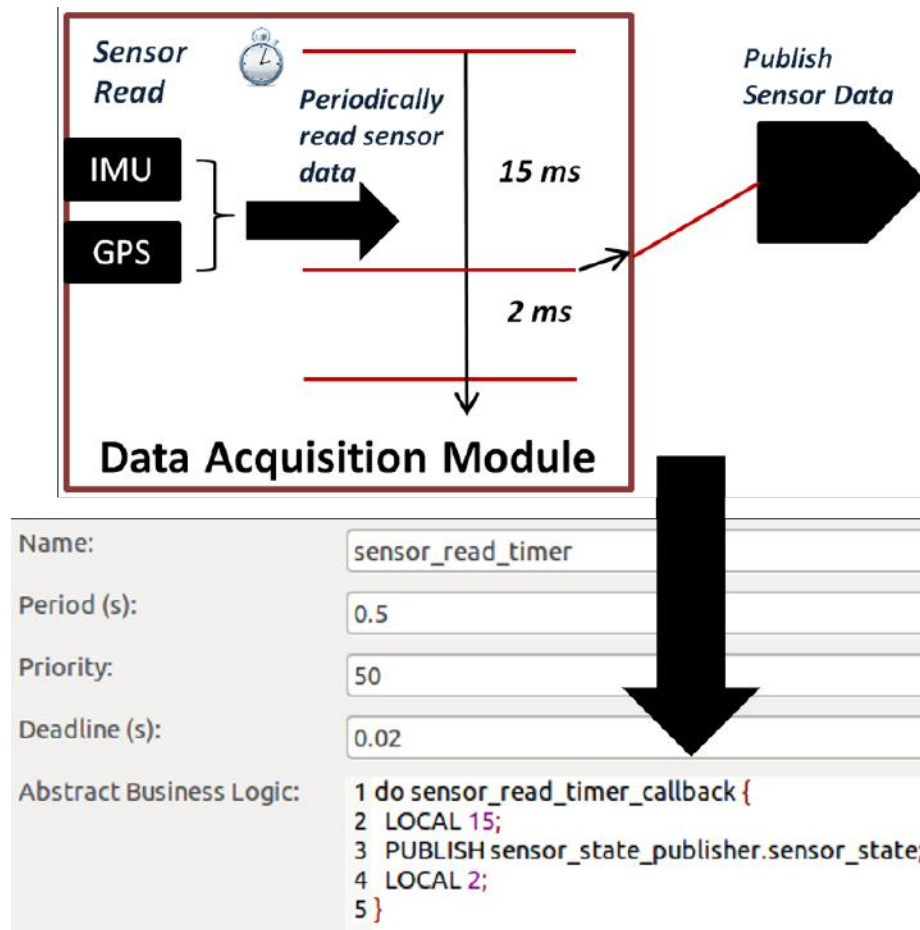 Sensor
Read
Periodically
read sensor
data
IMU
GPS
15 ms
2 ms
Publish
Sensor Data
Data Acquisition Module
Name:
sensor_read_timer
Period (s):
0.5
Priority:
50
Deadline (s):
0.02
Abstract Business Logic:
1 do sensor_read_timer_callback {
2 LOCAL 15;
3 PUBLISH sensor_state_publisher.sensor_state;
4 LOCAL 2;
5 }